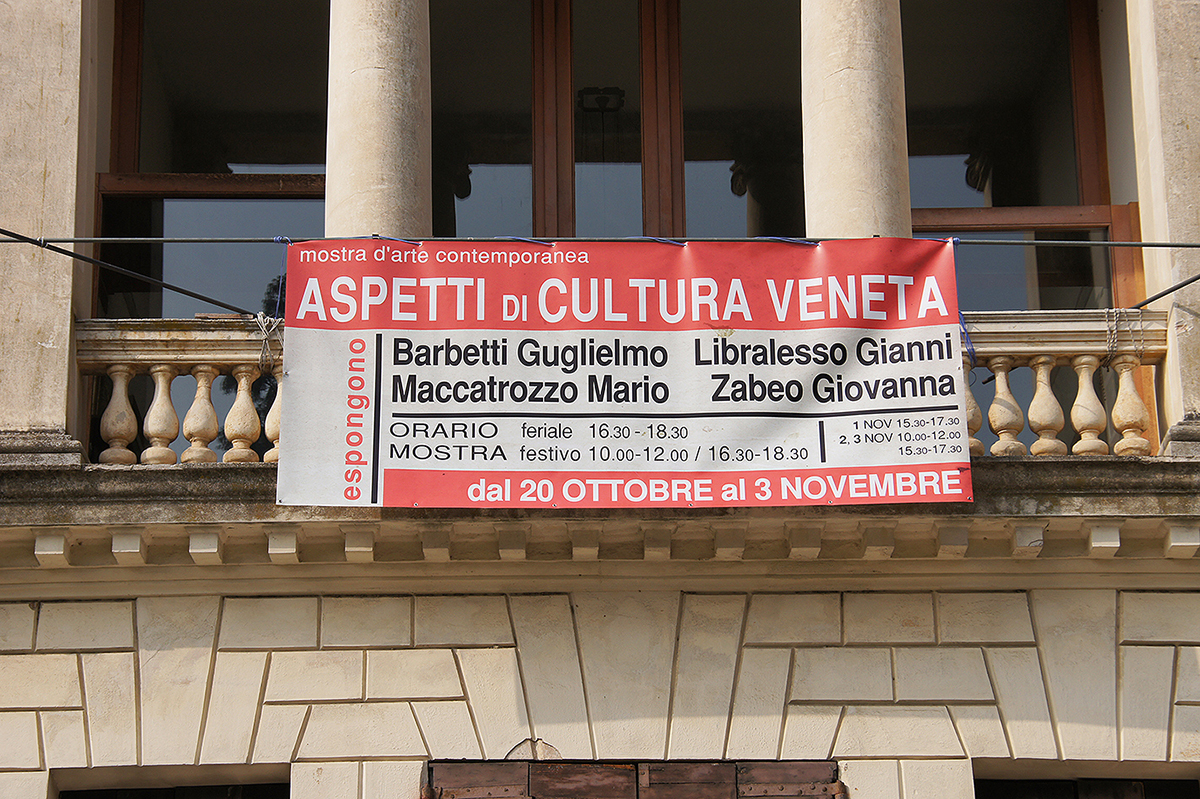 mostra d'arte contemporanea
ASPETTI DI CULTURA VENETA
espongono
Barbetti Guglielmo Libralesso Gianni
Maccatrozzo Mario Zabeo Giovanna
ORARIO feriale 16.30 - 18.30
MOSTRA festivo 10.00-12.00 / 16.30-18.30
1 NOV 15.30-17.30
2, 3 NOV 10.00-12.00
15.30-17.30
dal 20 OTTOBRE al 3 NOVEMBRE